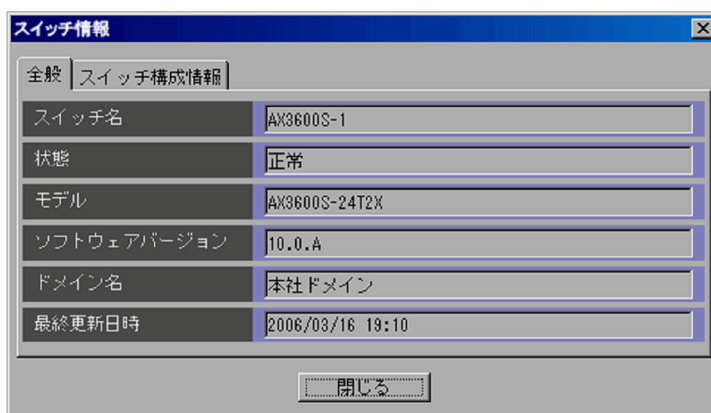 スイッチ情報
全般 スイッチ構成情報
スイッチ名 AX3600S-1
状態 正常
モデル AX3600S-24T2X
ソフトウェアバージョン 10.0.A
ドメイン名 本社ドメイン
最終更新日時 2006/03/16 19:10
閉じる